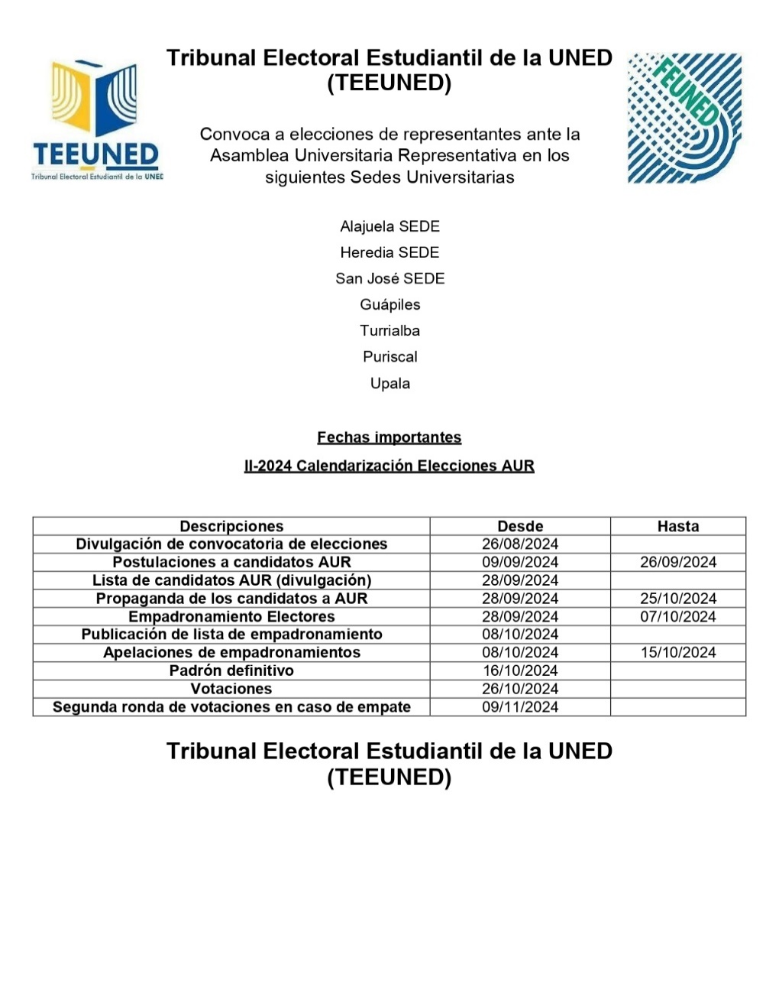 Tribunal Electoral Estudiantil de la UNED
(TEEUNED)
TEEUNED
Tribunal Electoral Estudiantil de la UNED
FEUNED
Convoca a elecciones de representantes ante la
Asamblea Universitaria Representativa en los
siguientes Sedes Universitarias
Alajuela SEDE
Heredia SEDE
San José SEDE
Guápiles
Turrialba
Puriscal
Upala
Fechas importantes
II-2024 Calendarización Elecciones AUR
Descripciones Desde Hasta
Divulgación de convocatoria de elecciones 26/08/2024
Postulaciones a candidatos AUR 09/09/2024 26/09/2024
Lista de candidatos AUR (divulgación) 28/09/2024
Propaganda de los candidatos a AUR 28/09/2024 25/10/2024
Empadronamiento Electores 28/09/2024 07/10/2024
Publicación de lista de empadronamiento 08/10/2024
Apelaciones de empadronamientos 08/10/2024 15/10/2024
Padrón definitivo 16/10/2024
Votaciones 26/10/2024
Segunda ronda de votaciones en caso de empate 09/11/2024
Tribunal Electoral Estudiantil de la UNED
(TEEUNED)